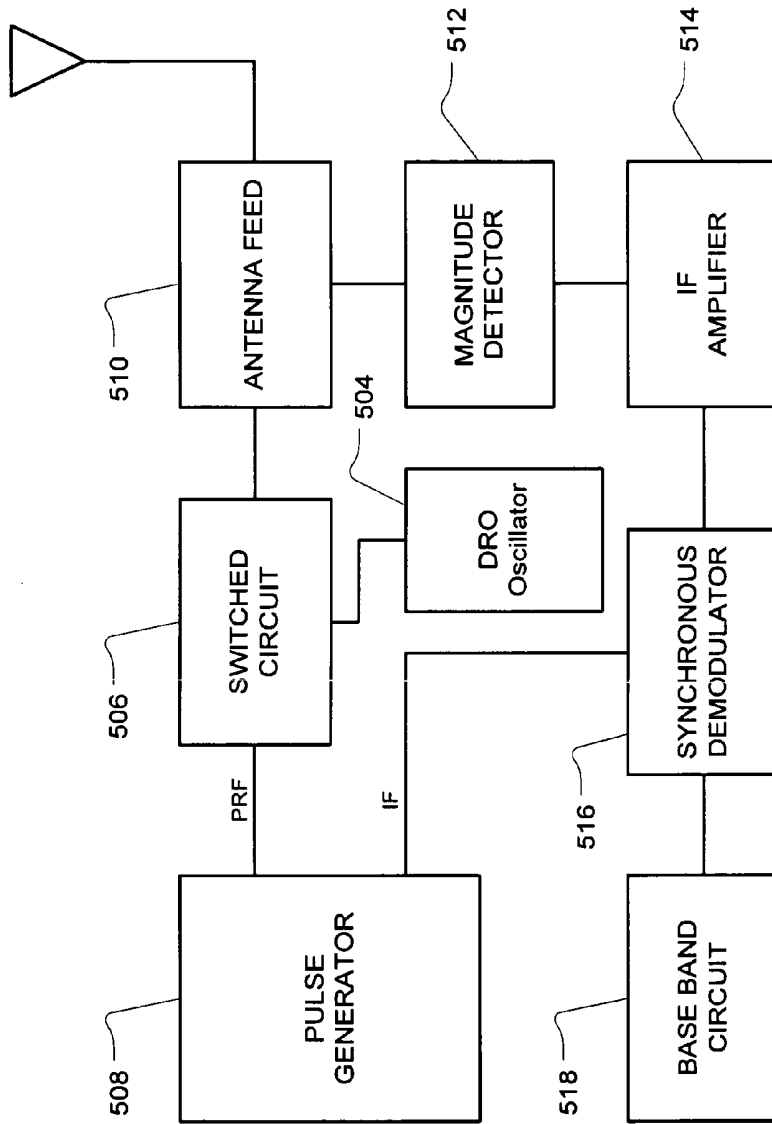 508
PULSE
GENERATOR
PRF
IF
506
SWITCHED
CIRCUIT
510
ANTENNA FEED
504
DRO
Oscillator
512
MAGNITUDE
DETECTOR
518
BASE BAND
CIRCUIT
516
SYNCHRONOUS
DEMODULATOR
514
IF
AMPLIFIER